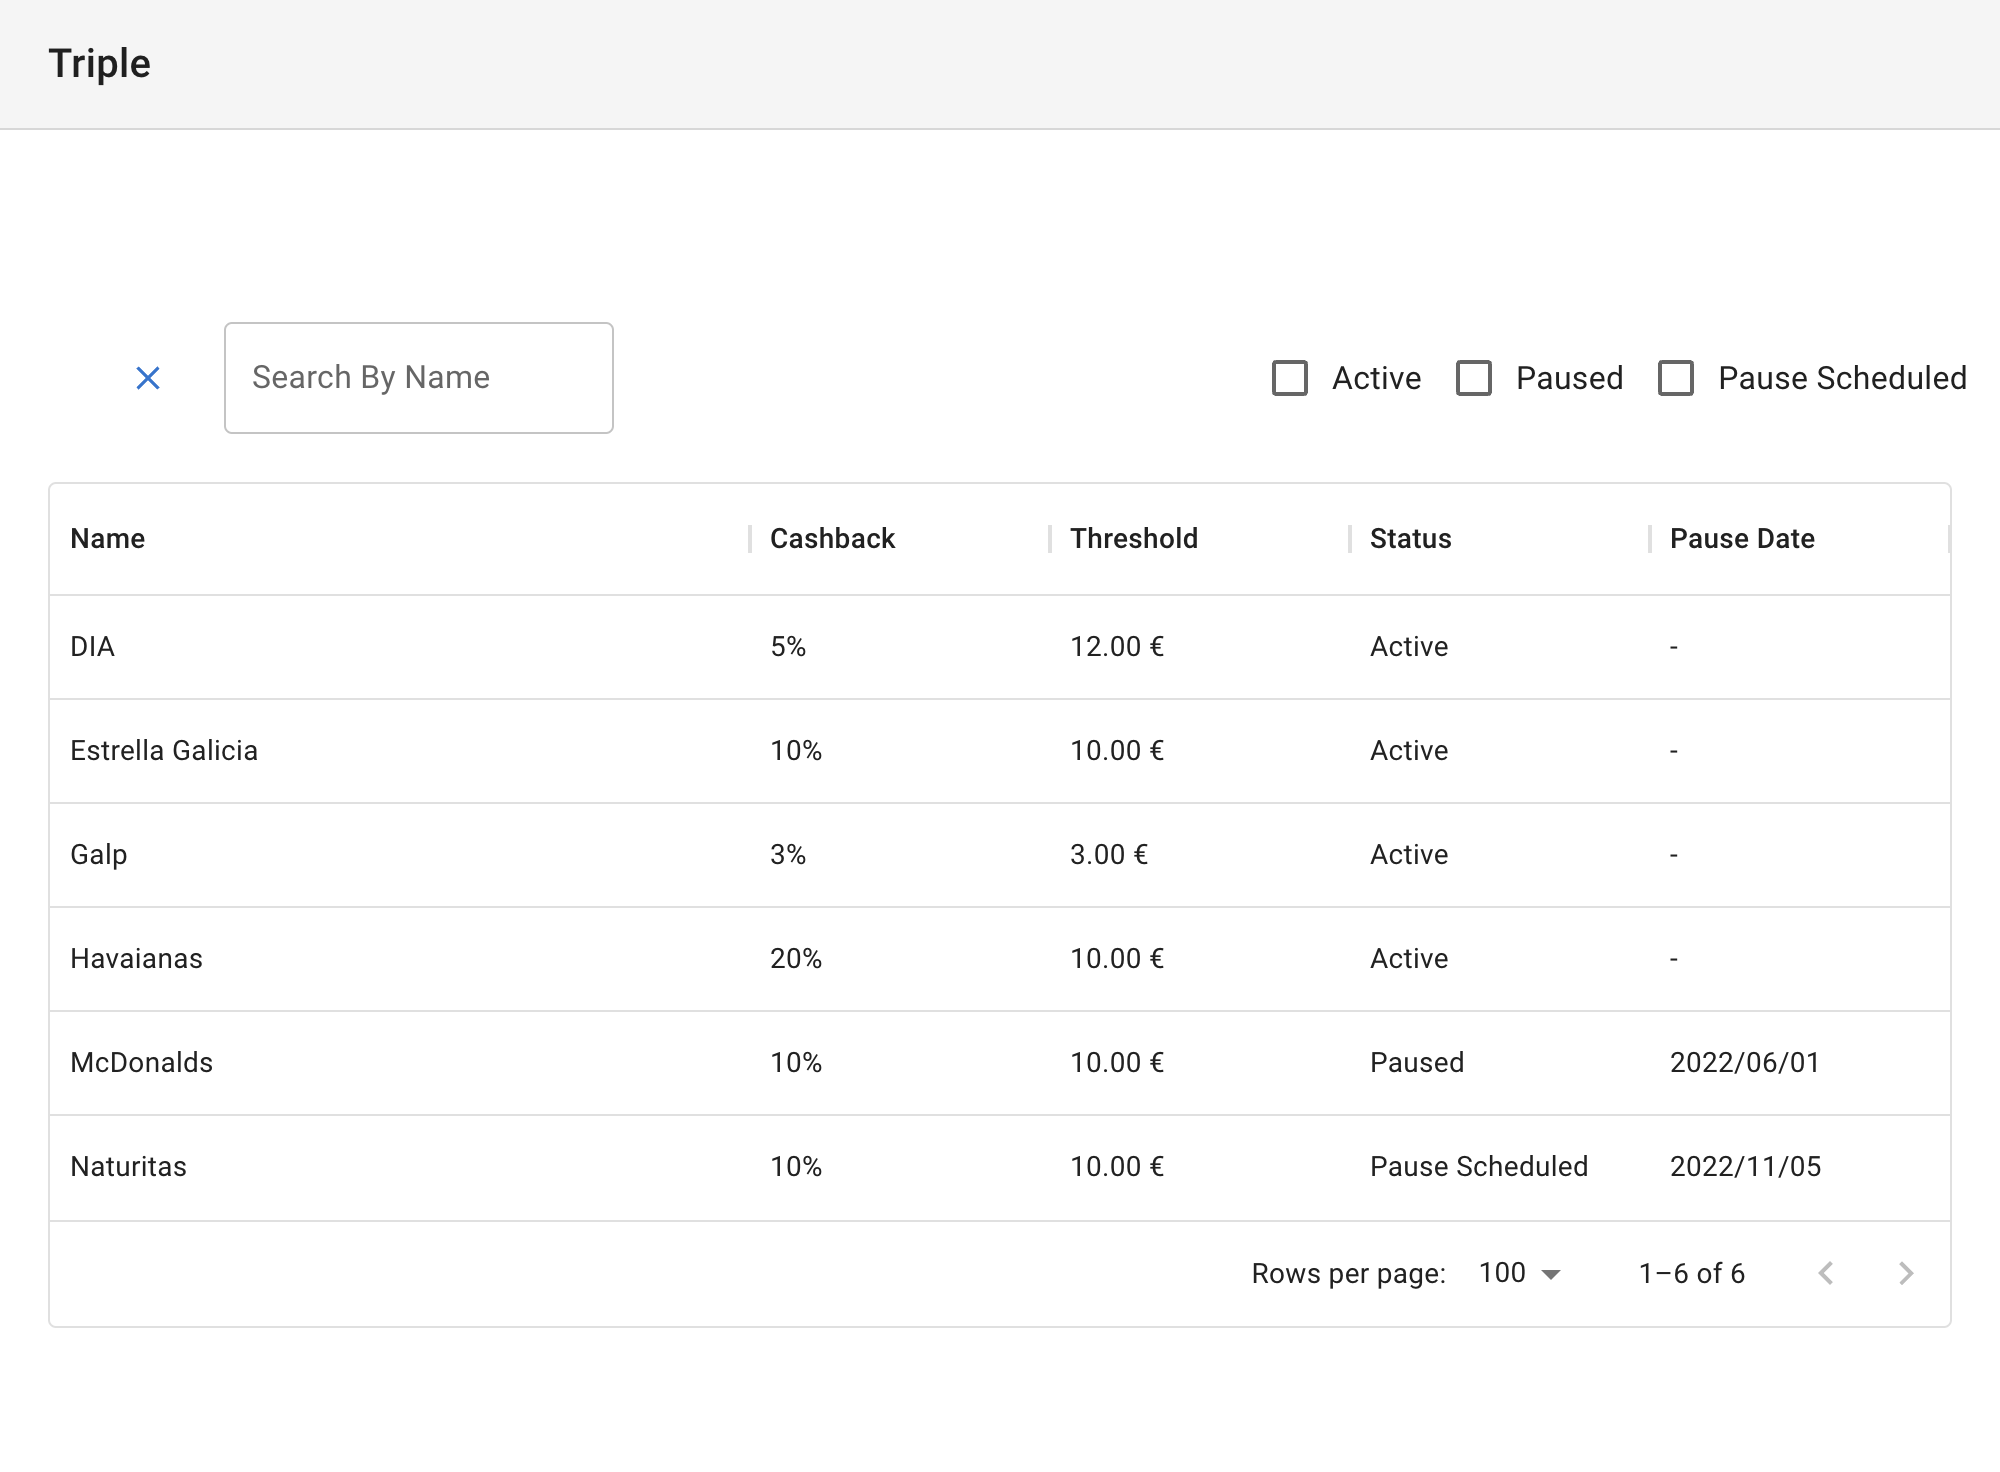 Triple
Search By Name Active Paused Pause Scheduled
Name Cashback Threshold Status Pause Date
DIA 5% 12.00 € Active -
Estrella Galicia 10% 10.00 € Active -
Galp 3% 3.00 € Active -
Havaianas 20% 10.00 € Active -
McDonalds 10% 10.00 € Paused 2022/06/01
Naturitas 10% 10.00 € Pause Scheduled 2022/11/05
Rows per page: 100 1–6 of 6